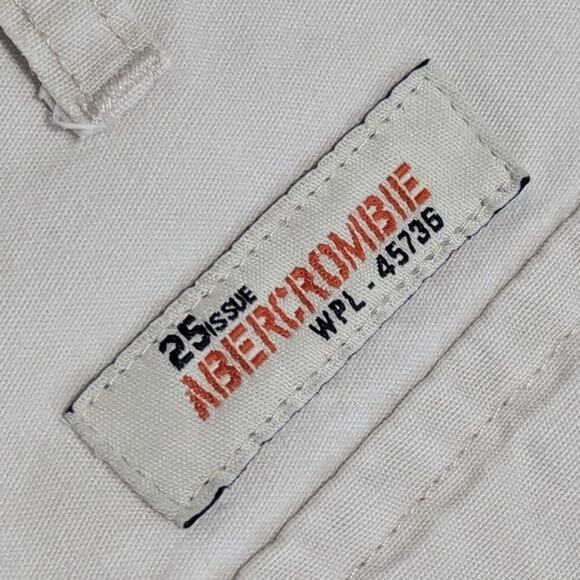 25 ISSUE
ABERCROMBIE
WPL - 45736